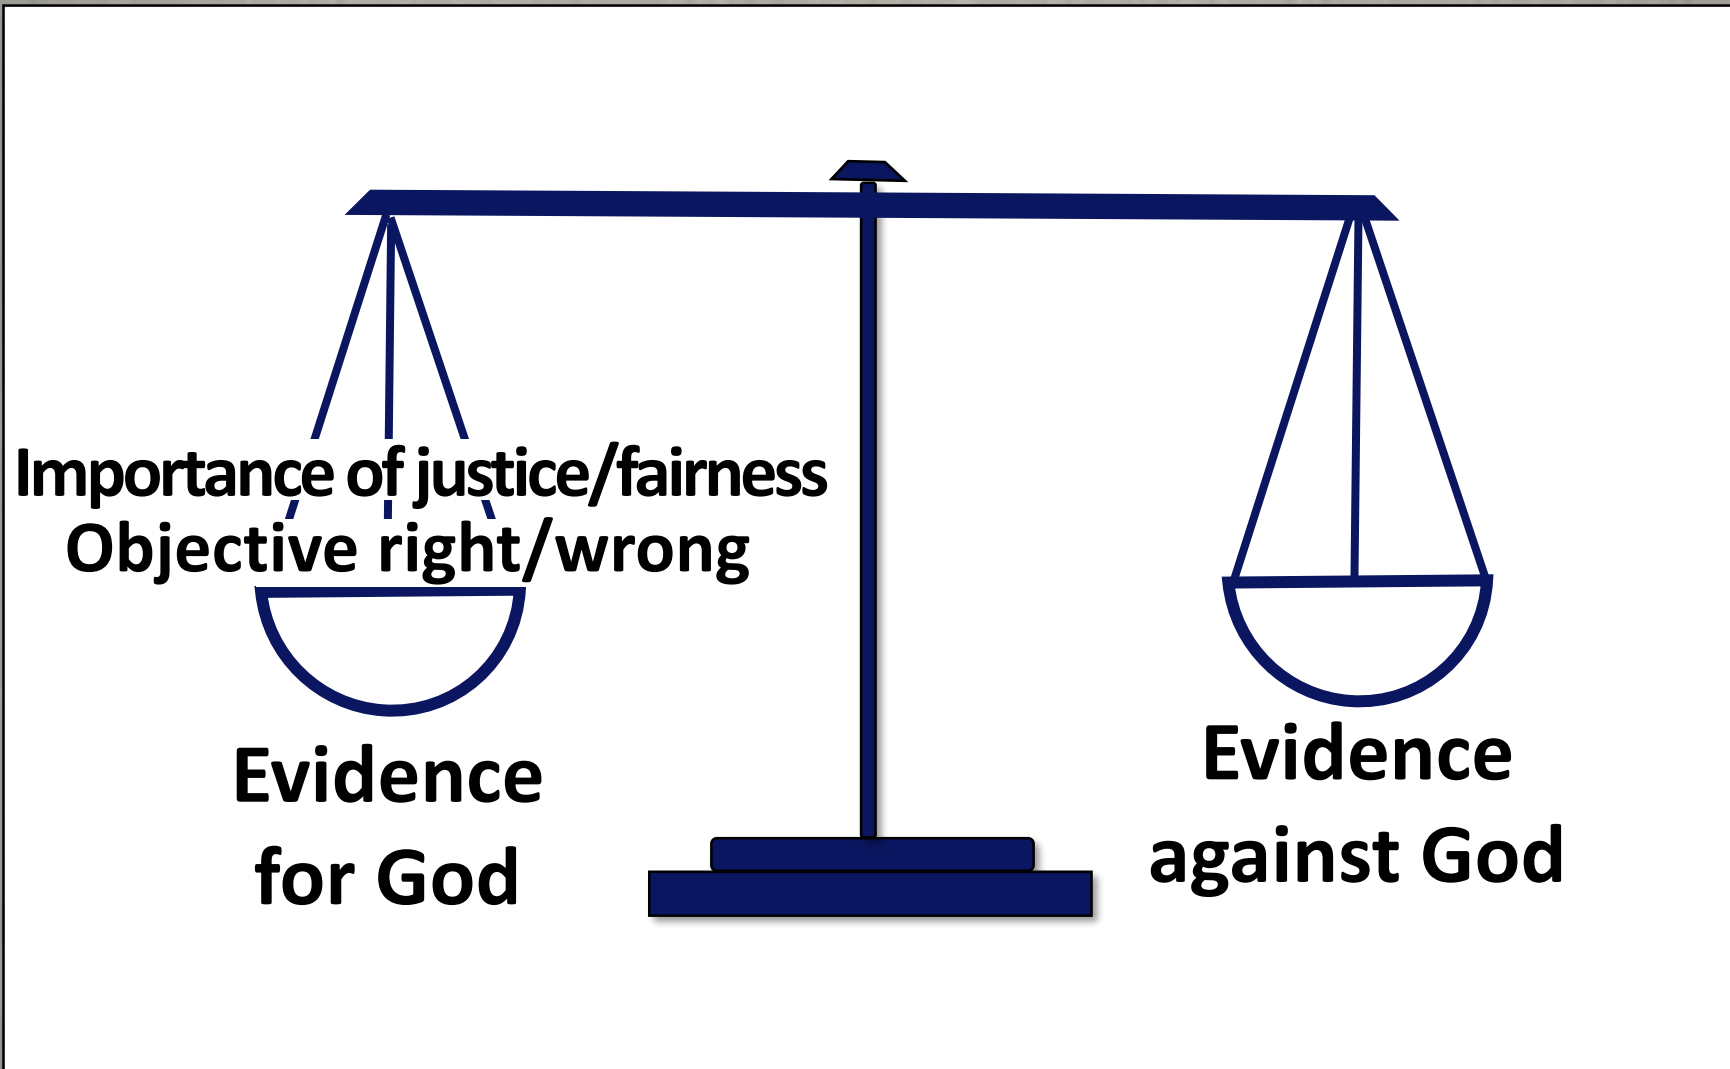 Importance of justice/fairness
Objective right/wrong
Evidence
for God
Evidence
against God